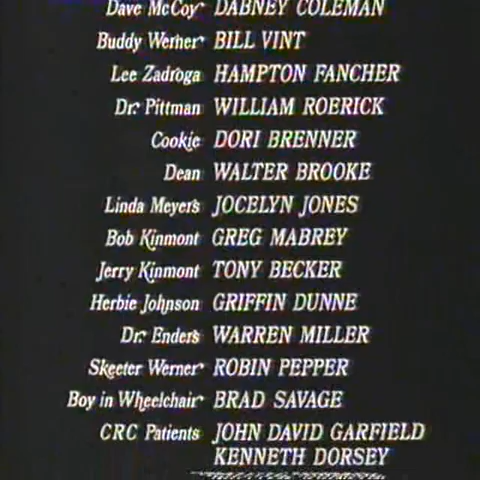 Dave McCoy DABNEY COLEMAN
Buddy Werner BILL VINT
Lee Zadroga HAMPTON FANCHER
Dr. Pittman WILLIAM ROERICK
Cookie DORI BRENNER
Dean WALTER BROOKE
Linda Meyers JOCELYN JONES
Bob Kinmont GREG MABREY
Jerry Kinmont TONY BECKER
Herbie Johnson GRIFFIN DUNNE
Dr. Enders WARREN MILLER
Skeeter Werner ROBIN PEPPER
Boy in Wheelchair BRAD SAVAGE
CRC Patients JOHN DAVID GARFIELD
KENNETH DORSEY